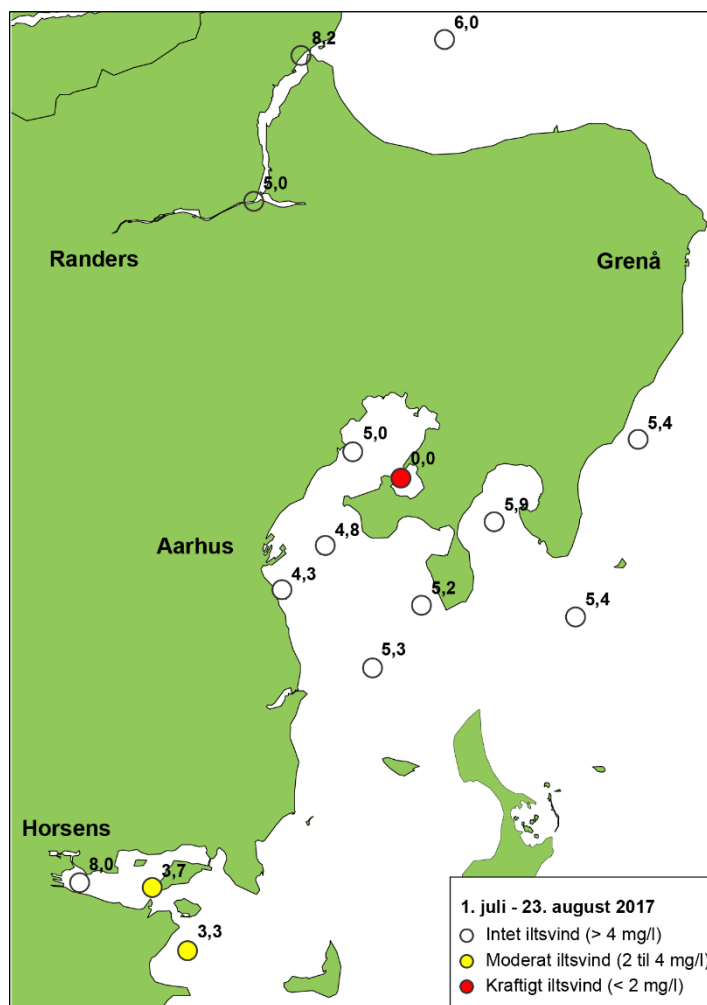 6,0
8,2
5,0
Randers
Grenå
5,4
5,0
0,0
5,9
4,8
Aarhus
4,3
5,2
5,4
5,3
Horsens
8,0
3,7
3,3
1. juli - 23. august 2017
Intet iltsvind (> 4 mg/l)
Moderat iltsvind (2 til 4 mg/l)
Kraftigt iltsvind (< 2 mg/l)